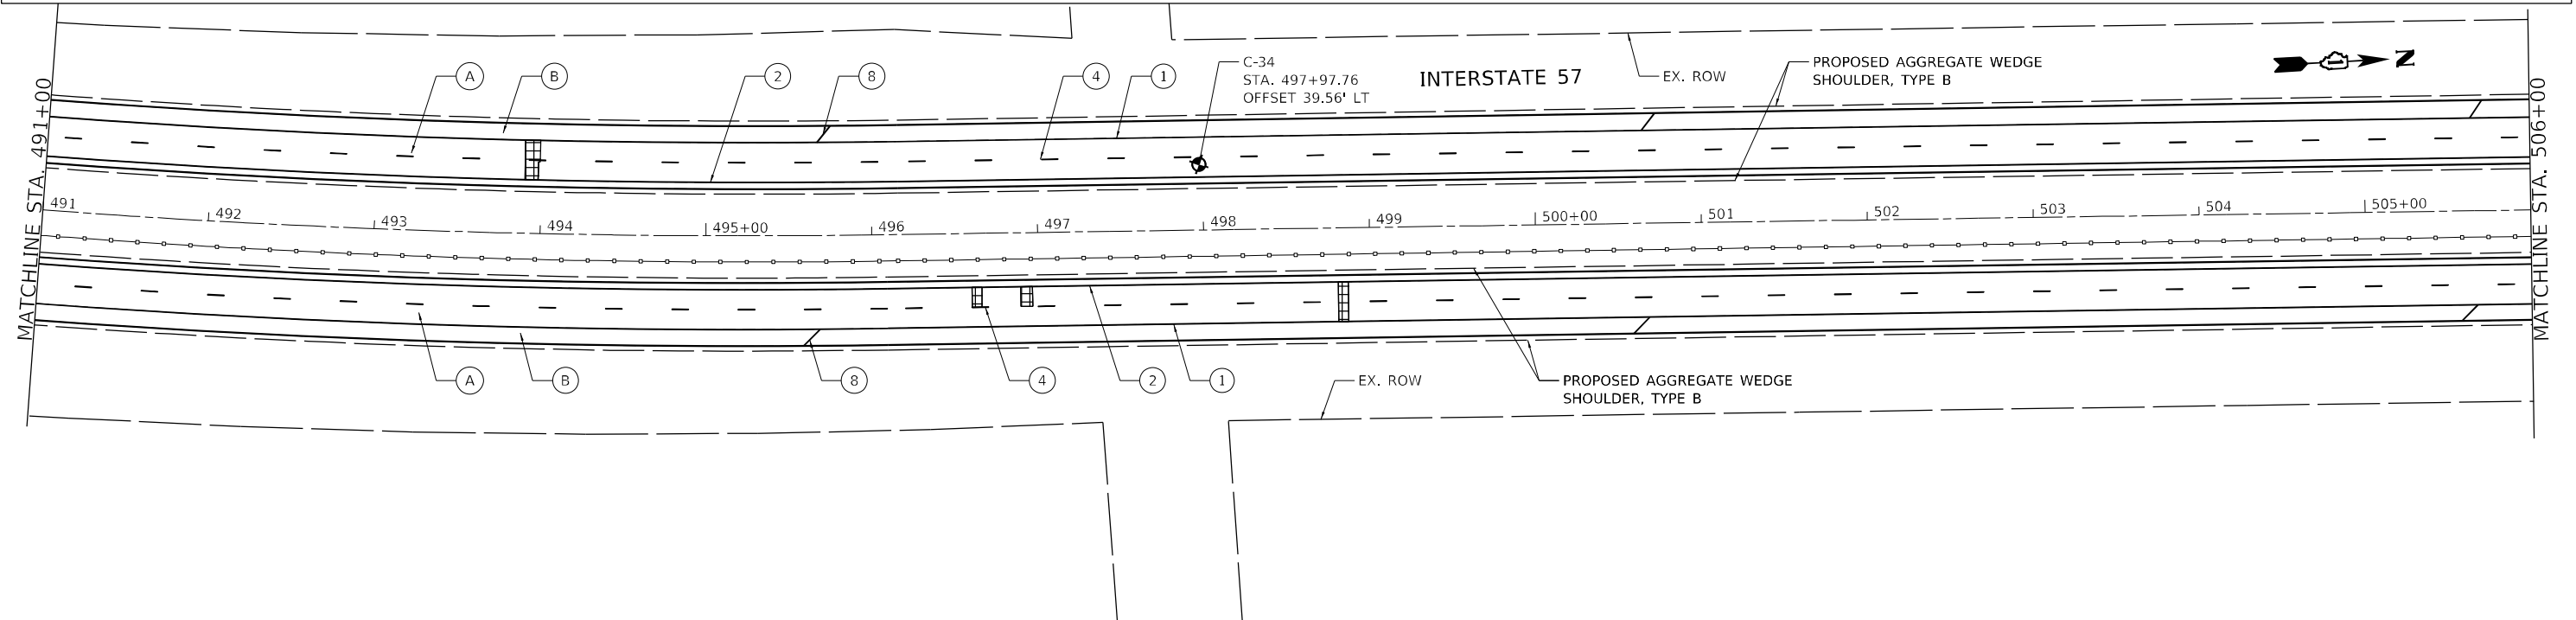 A
B
2
8
4
1
C-34
STA. 497+97.76
OFFSET 39.56' LT
INTERSTATE 57
EX. ROW
PROPOSED AGGREGATE WEDGE
SHOULDER, TYPE B
N
MATCHLINE STA. 491+00
MATCHLINE STA. 506+00
491
492
493
494
495+00
496
497
498
499
500+00
501
502
503
504
505+00
A
B
8
4
2
1
EX. ROW
PROPOSED AGGREGATE WEDGE
SHOULDER, TYPE B